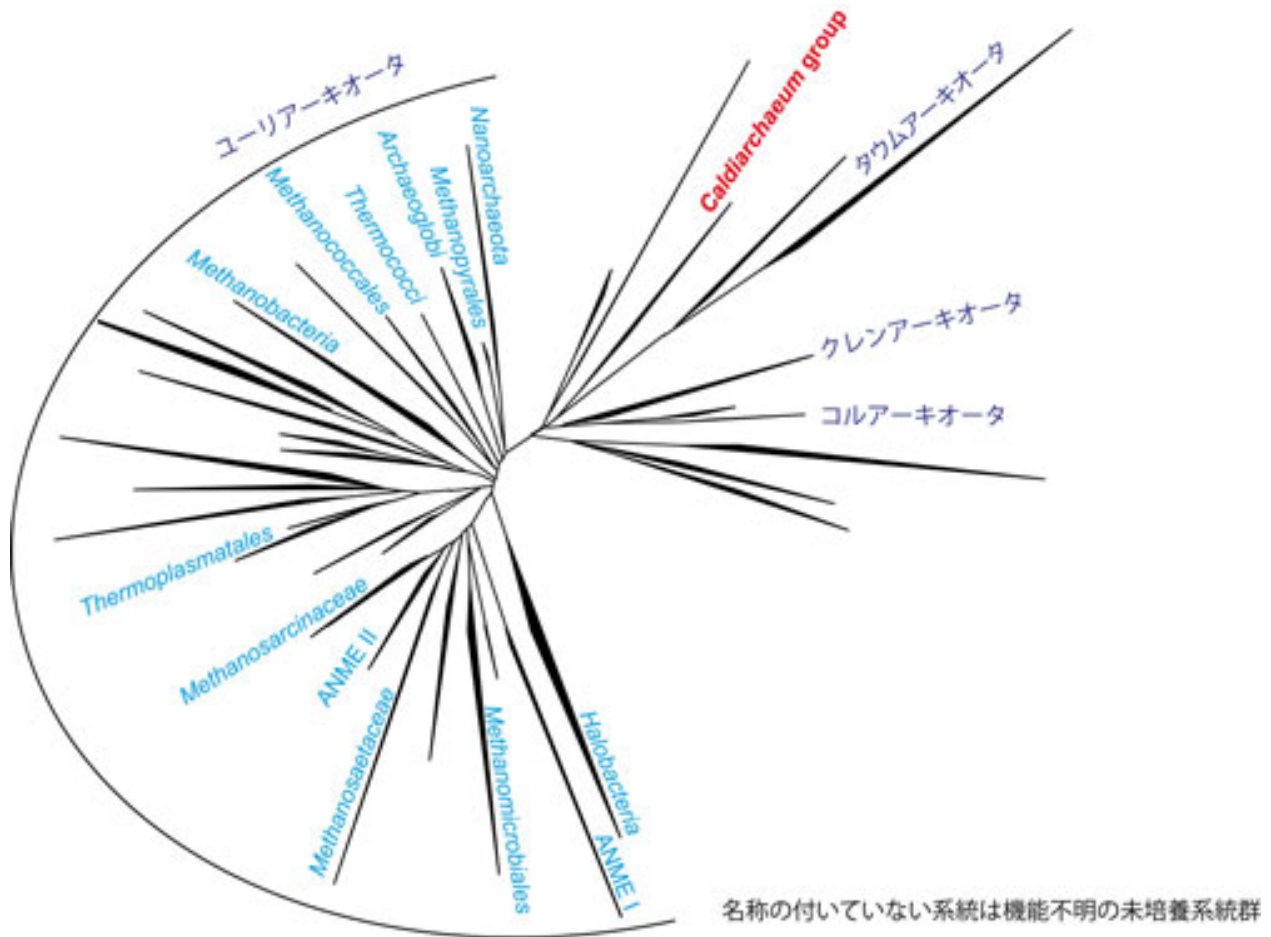 ユーリアーキオータ
Nanoarchaeota
Methanopyrales
Archaeoglobi
Thermococci
Methanococcales
Methanobacteria
Thermoplasmatales
Methanosarcinaceae
ANME II
Methanosaetaceae
Methanomicrobiales
Halobacteria
ANME I
Caldiarchaeum group
タウムアーキオータ
クレンアーキオータ
コルアーキオータ
名称の付いていない系統は機能不明の未培養系統群